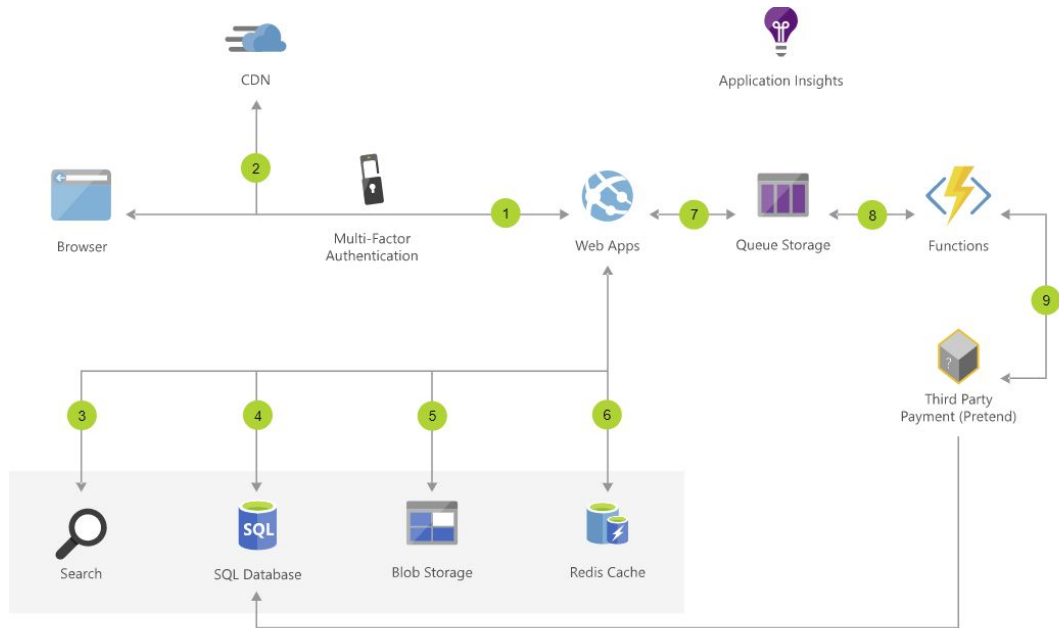 CDN
Application Insights
2
Browser
Multi-Factor
Authentication
1
Web Apps
7
Queue Storage
8
Functions
9
?
Third Party
Payment (Pretend)
3
4
5
6
Search
SQL
SQL Database
Blob Storage
Redis Cache